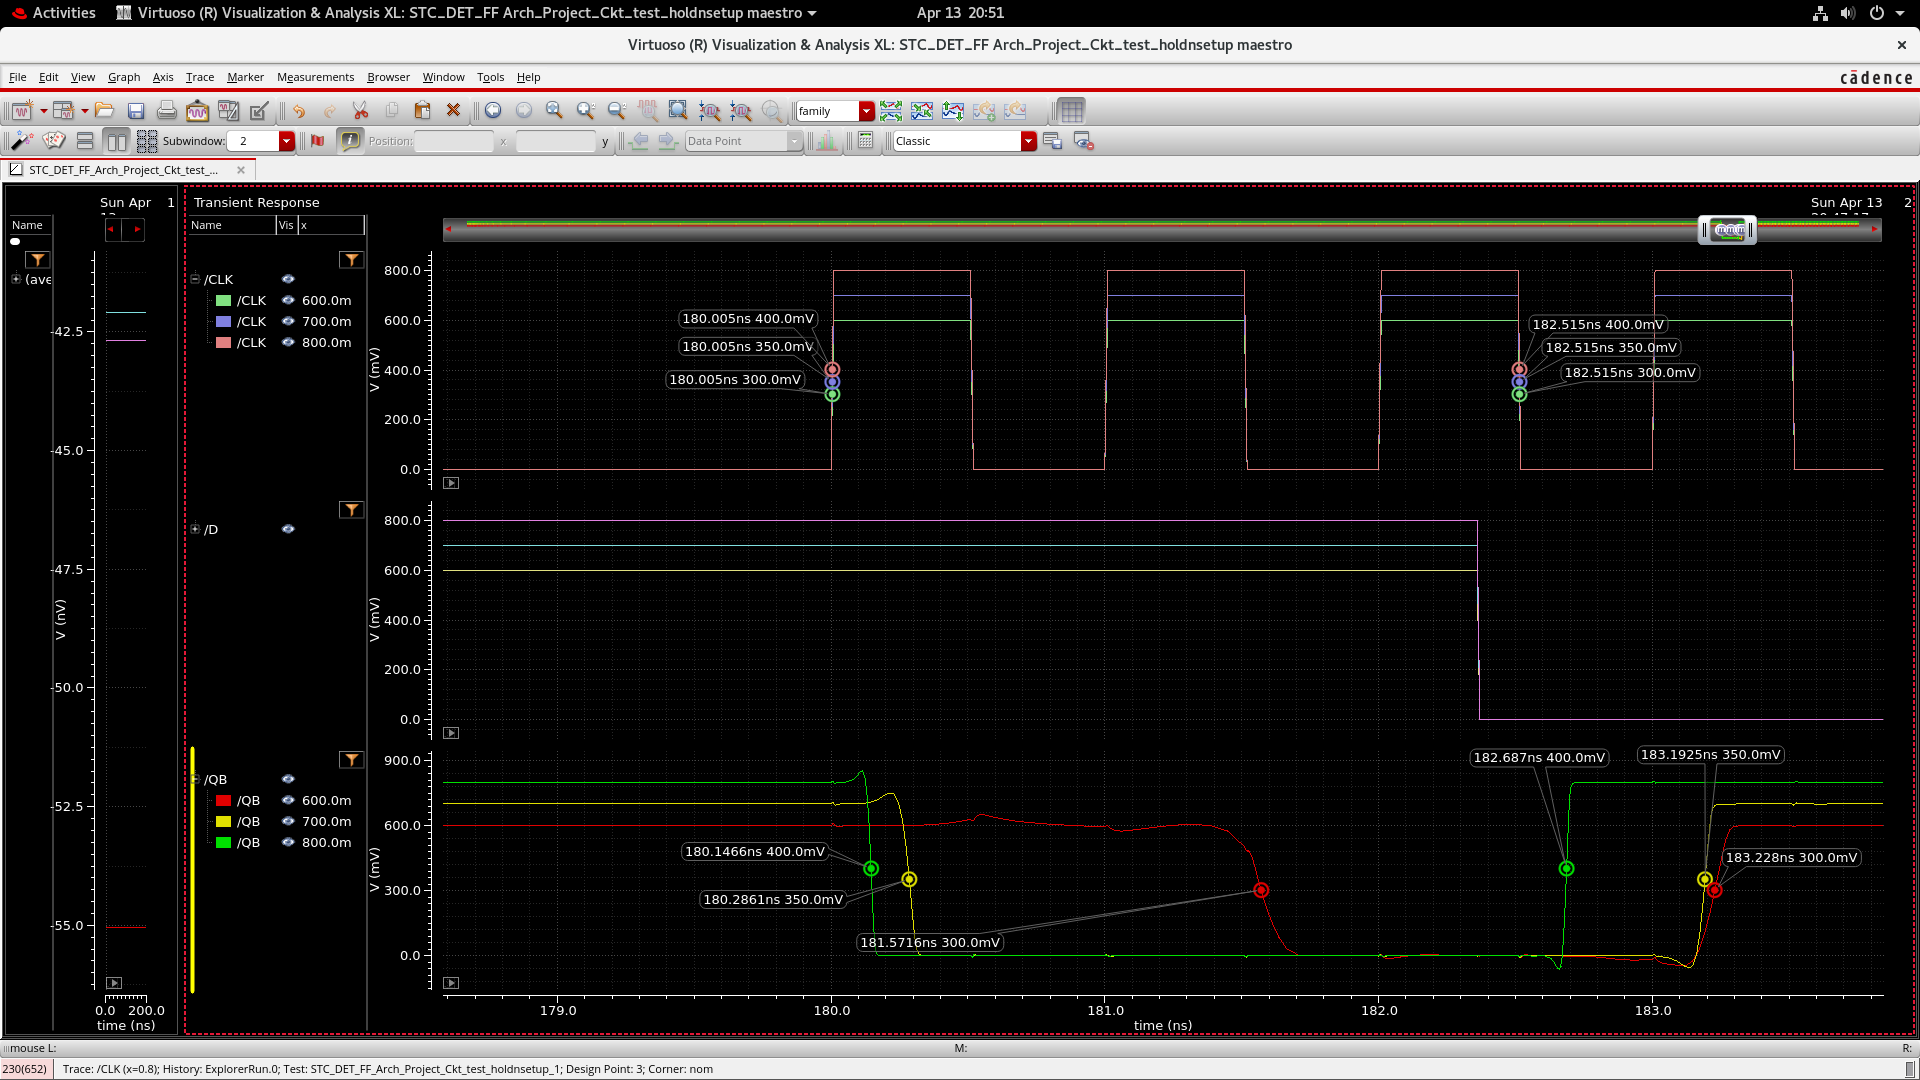 Activities
Virtuoso (R) Visualization & Analysis XL: STC_DET_FF Arch_Project_Ckt_test_holdnsetup maestro
Apr 13 20:51
Virtuoso (R) Visualization & Analysis XL: STC_DET_FF Arch_Project_Ckt_test_holdnsetup maestro
File Edit View Graph Axis Trace Marker Measurements Browser Window Tools Help
cādence
family
Subwindow: 2
Position: x y
Data Point
Classic
STC_DET_FF_Arch_Project_Ckt_test_...
Sun Apr 1
Name
(ave
-42.5
-45.0
-47.5
-50.0
-52.5
-55.0
V (nV)
0.0 200.0
time (ns)
Transient Response
Sun Apr 13 2
Name Vis x
/CLK
/CLK 600.0m
/CLK 700.0m
/CLK 800.0m
/D
/QB
/QB 600.0m
/QB 700.0m
/QB 800.0m
V (mV)
800.0
600.0
400.0
200.0
0.0
180.005ns 400.0mV
180.005ns 350.0mV
180.005ns 300.0mV
182.515ns 400.0mV
182.515ns 350.0mV
182.515ns 300.0mV
V (mV)
800.0
600.0
400.0
200.0
0.0
V (mV)
900.0
600.0
300.0
0.0
180.1466ns 400.0mV
180.2861ns 350.0mV
181.5716ns 300.0mV
182.687ns 400.0mV
183.1925ns 350.0mV
183.228ns 300.0mV
179.0 180.0 181.0 182.0 183.0
time (ns)
mouse L: M: R:
230(652)
Trace: /CLK (x=0.8); History: ExplorerRun.0; Test: STC_DET_FF_Arch_Project_Ckt_test_holdnsetup_1; Design Point: 3; Corner: nom